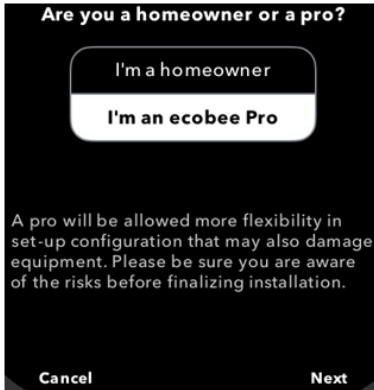 Are you a homeowner or a pro?
I'm a homeowner
I'm an ecobee Pro
A pro will be allowed more flexibility in
set-up configuration that may also damage
equipment. Please be sure you are aware
of the risks before finalizing installation.
Cancel
Next